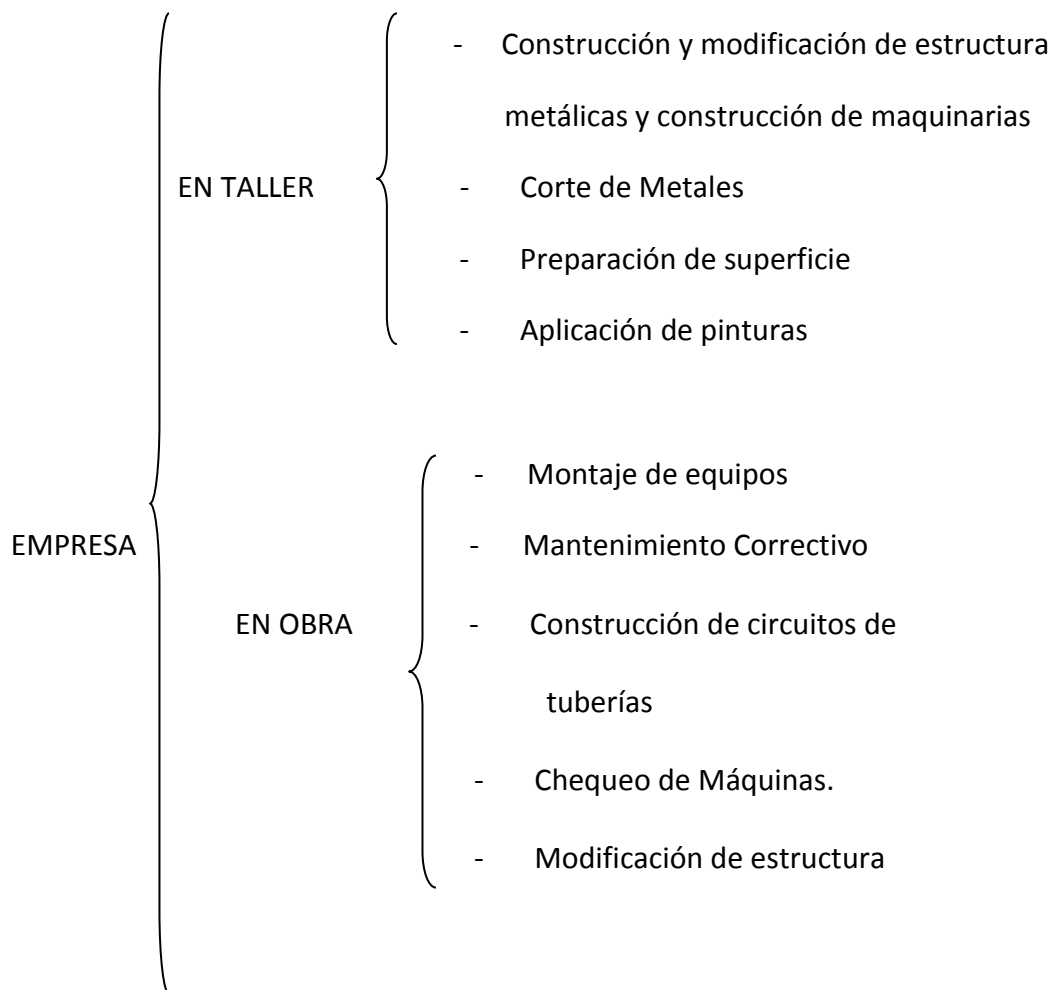 - Construcción y modificación de estructura
metálicas y construcción de maquinarias
EN TALLER
- Corte de Metales
- Preparación de superficie
- Aplicación de pinturas
- Montaje de equipos
EMPRESA
- Mantenimiento Correctivo
EN OBRA
- Construcción de circuitos de
tuberías
- Chequeo de Máquinas.
- Modificación de estructura